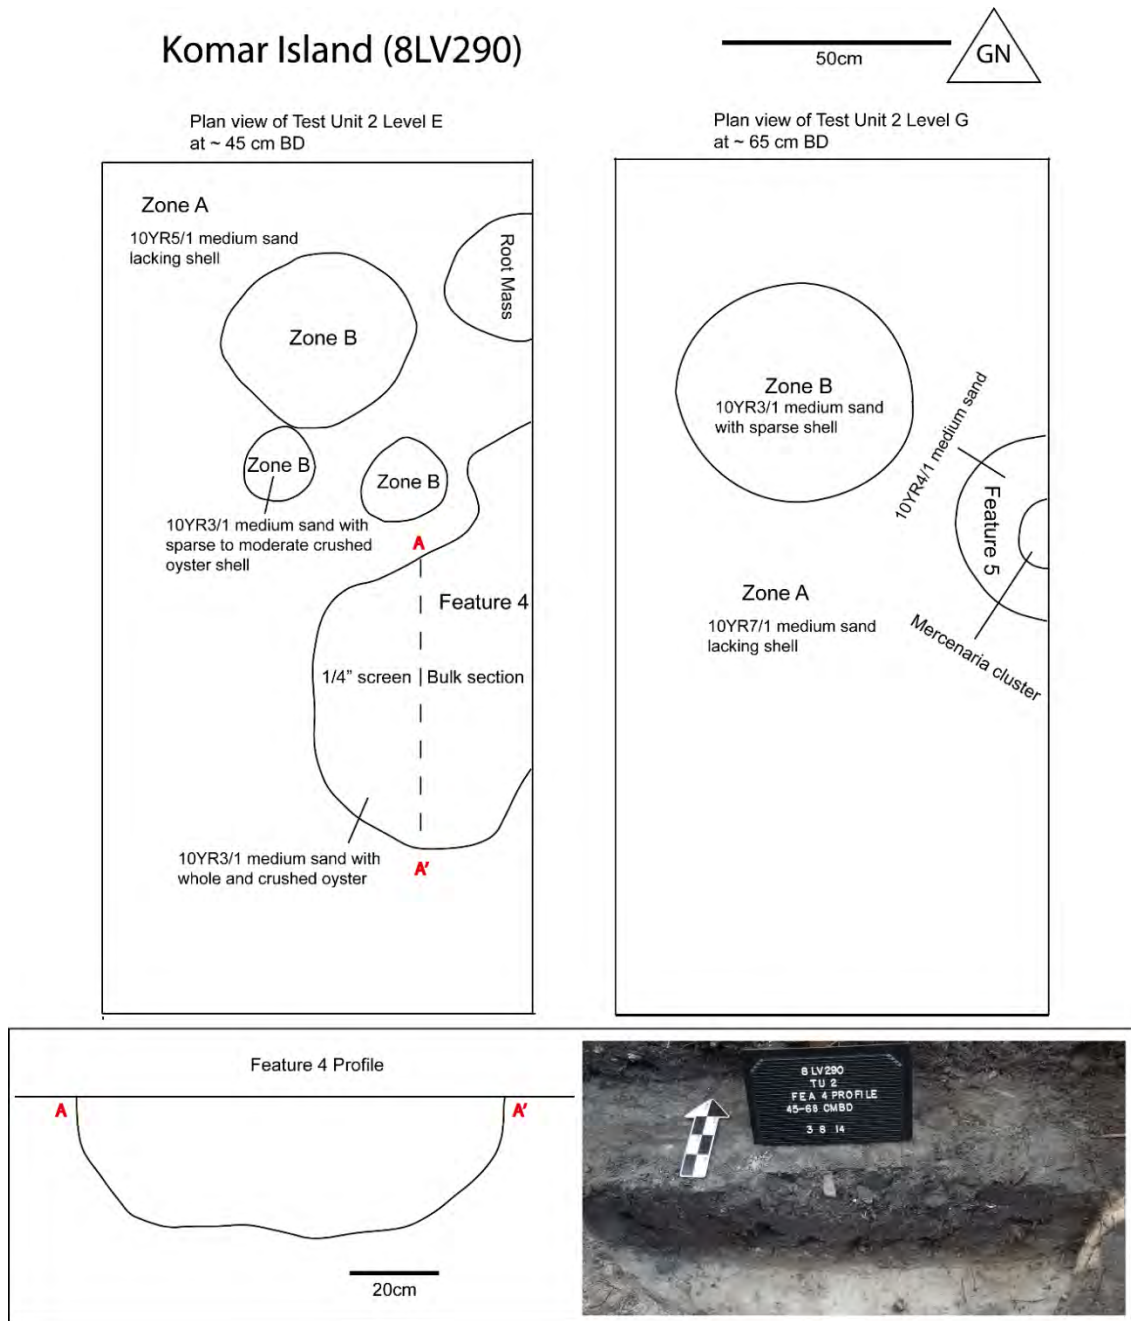 Komar Island (8LV290)
50cm
GN
Plan view of Test Unit 2 Level E
at ~ 45 cm BD
Zone A
10YR5/1 medium sand
lacking shell
Root Mass
Zone B
Zone B
Zone B
10YR3/1 medium sand with
sparse to moderate crushed
oyster shell
A
Feature 4
1/4" screen | Bulk section
10YR3/1 medium sand with
whole and crushed oyster
A'
Plan view of Test Unit 2 Level G
at ~ 65 cm BD
Zone B
10YR3/1 medium sand
with sparse shell
10YR4/1 medium sand
Feature 5
Zone A
10YR7/1 medium sand
lacking shell
Mercenaria cluster
Feature 4 Profile
A
A'
20cm
8LV290
TU 2
FEA 4 PROFILE
45-68 CMBD
3 8 14